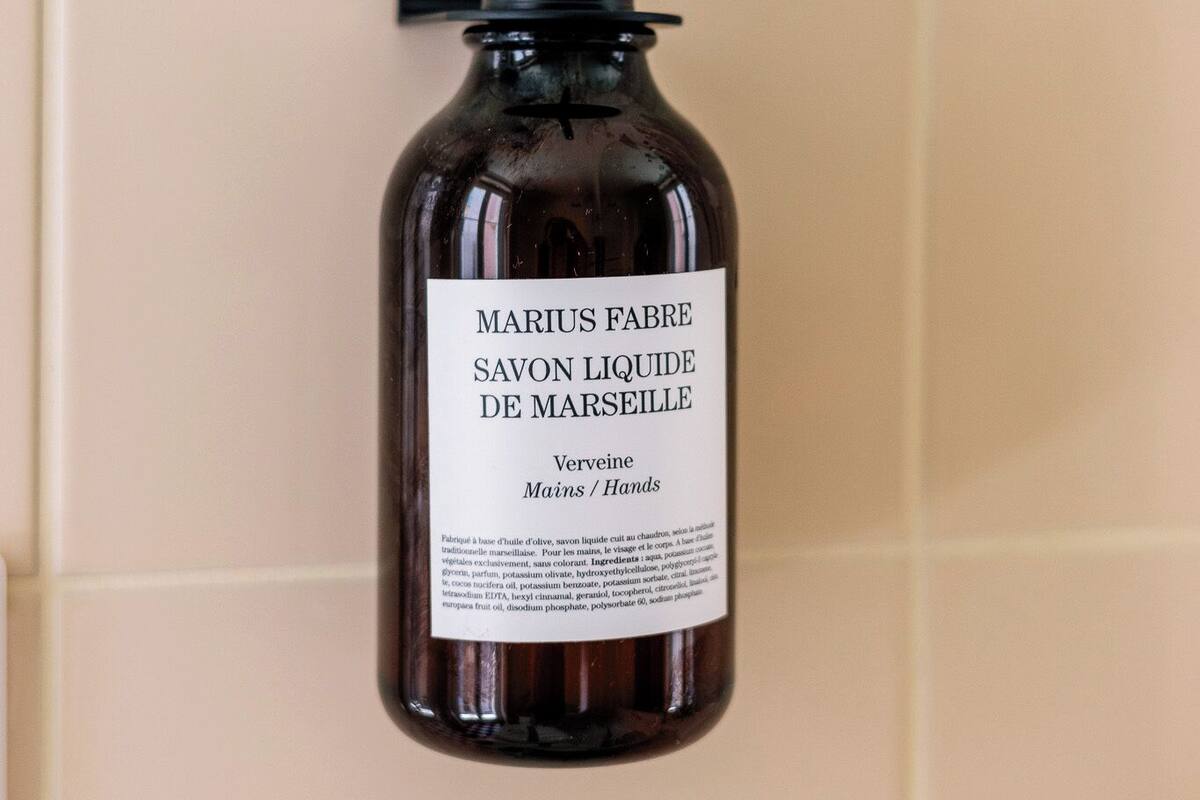 MARIUS FABRE
SAVON LIQUIDE
DE MARSEILLE
Verveine
Mains / Hands
Fabriqué à base d'huile d'olive, savon liquide cuit au chaudron, selon la méthode
traditionnelle marseillaise. Pour les mains, le visage et le corps. A base d'huiles
végétales exclusivement, sans colorant. Ingredients : aqua, potassium cocoate,
glycerin, parfum, potassium olivate, hydroxyethylcellulose, polyglyceryl-3 caprylate,
te, cocos nucifera oil, potassium benzoate, potassium sorbate, citral, limonene,
tetrasodium EDTA, hexyl cinnamal, geraniol, tocopherol, citronellol, linalool,
europaea fruit oil, disodium phosphate, polysorbate 60, sodium phosphate.